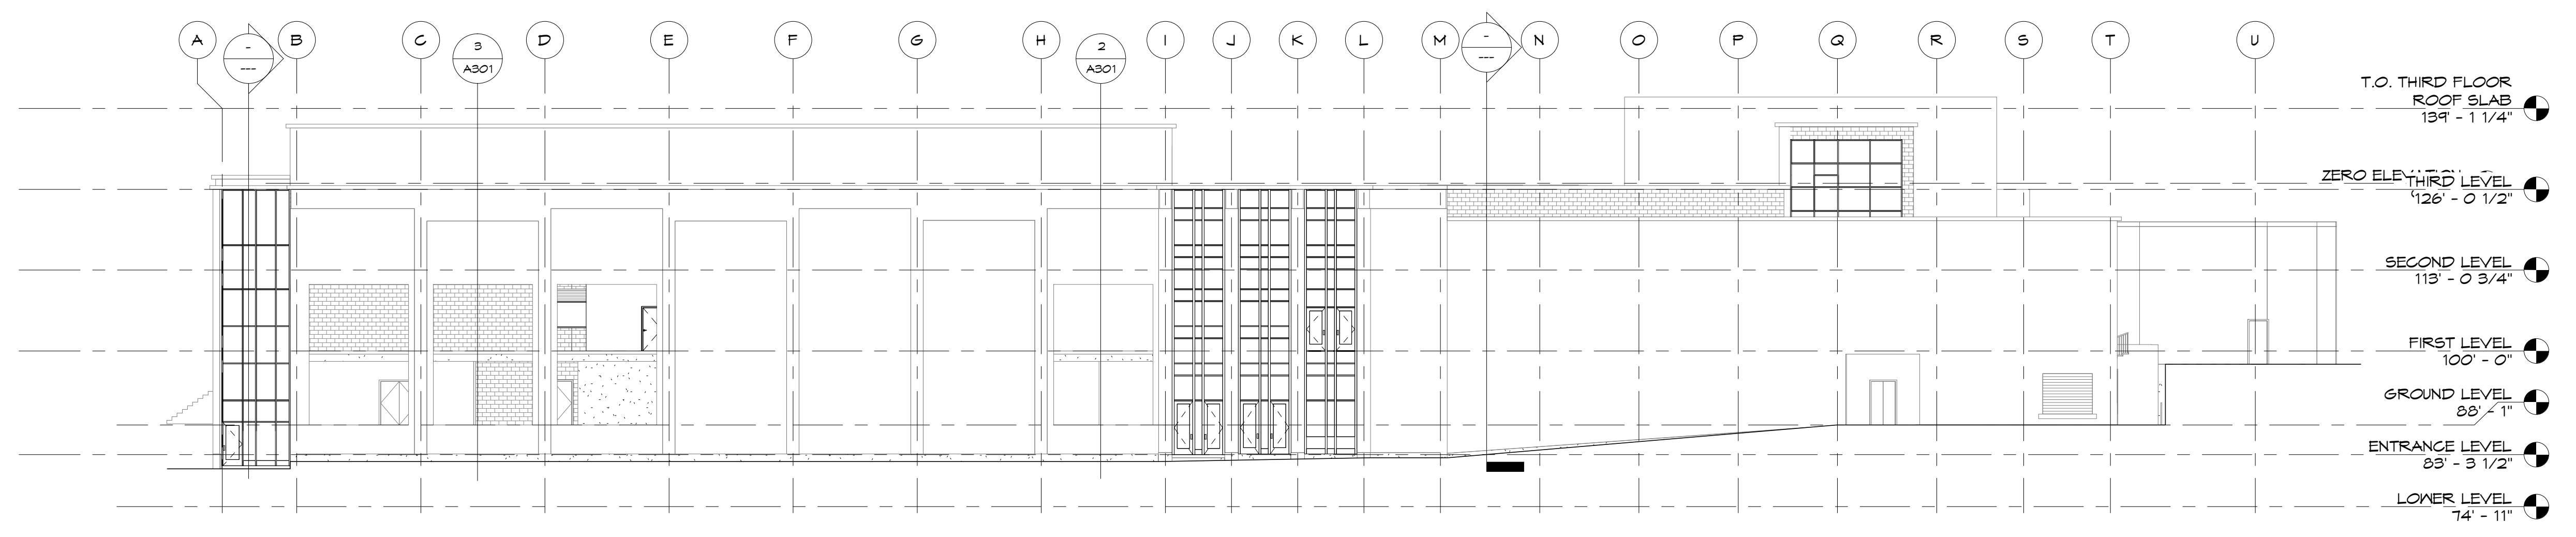 A
-
---
B
C
3
A301
D
E
F
G
H
2
A301
I
J
K
L
M
-
---
N
O
P
Q
R
S
T
U
T.O. THIRD FLOOR
ROOF SLAB
139' - 1 1/4"
ZERO
THIRD LEVEL
126' - 0 1/2"
SECOND LEVEL
113' - 0 3/4"
FIRST LEVEL
100' - 0"
GROUND LEVEL
88' - 1"
ENTRANCE LEVEL
83' - 3 1/2"
LOWER LEVEL
74' - 11"